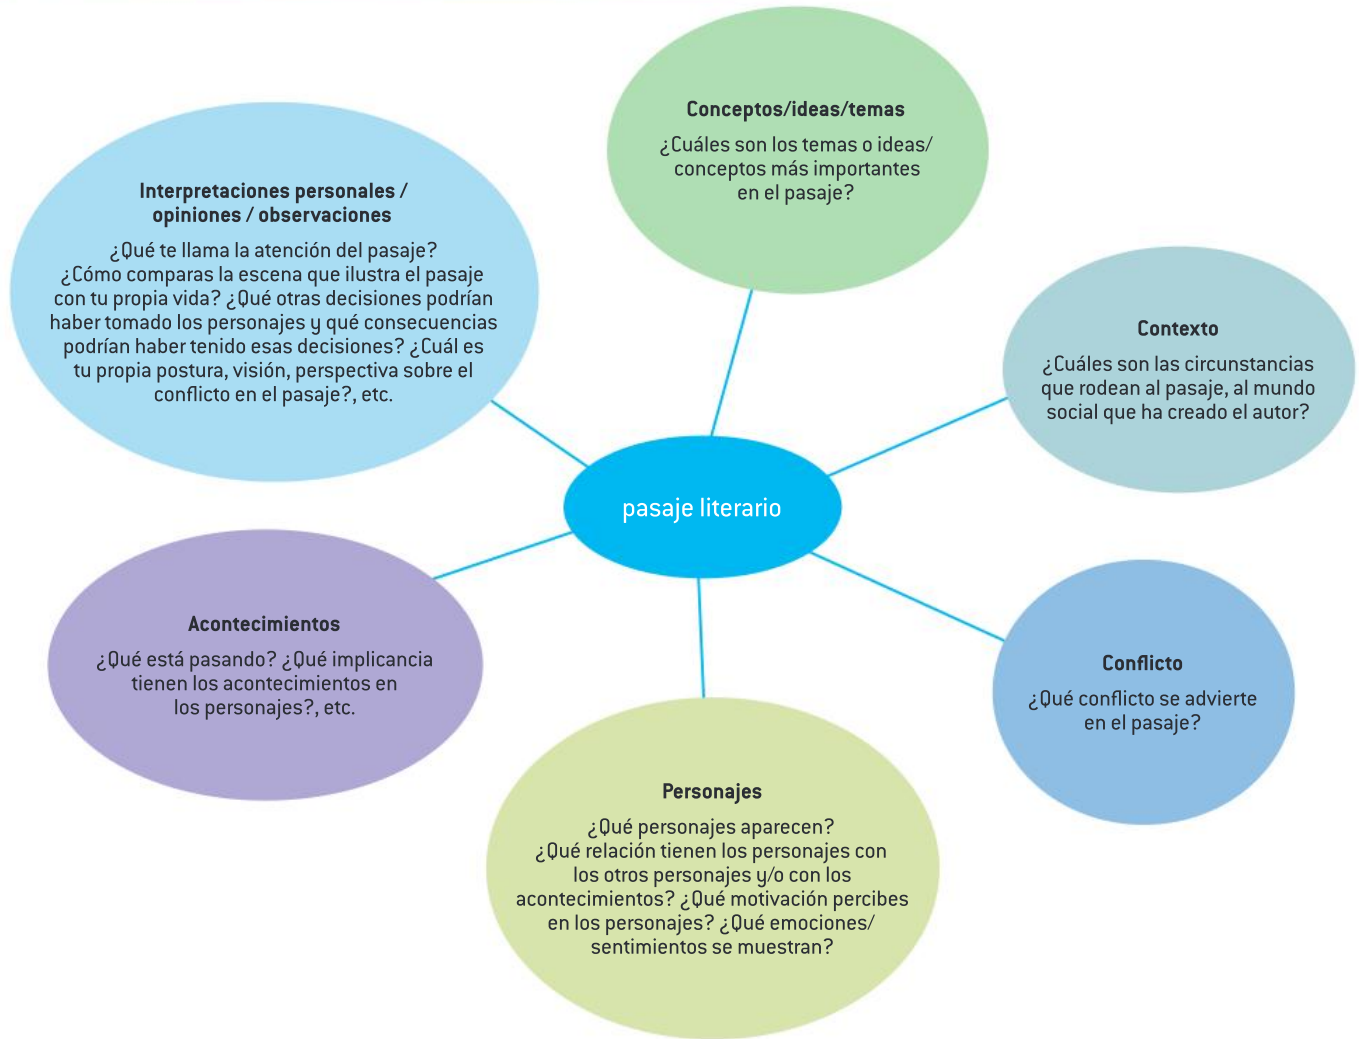 Conceptos/ideas/temas
¿Cuáles son los temas o ideas/
conceptos más importantes
en el pasaje?
Interpretaciones personales /
opiniones / observaciones
¿Qué te llama la atención del pasaje?
¿Cómo comparas la escena que ilustra el pasaje
con tu propia vida? ¿Qué otras decisiones podrían
haber tomado los personajes y qué consecuencias
podrían haber tenido esas decisiones? ¿Cuál es
tu propia postura, visión, perspectiva sobre el
conflicto en el pasaje?, etc.
Contexto
¿Cuáles son las circunstancias
que rodean al pasaje, al mundo
social que ha creado el autor?
pasaje literario
Acontecimientos
¿Qué está pasando? ¿Qué implicancia
tienen los acontecimientos en
los personajes?, etc.
Conflicto
¿Qué conflicto se advierte
en el pasaje?
Personajes
¿Qué personajes aparecen?
¿Qué relación tienen los personajes con
los otros personajes y/o con los
acontecimientos? ¿Qué motivación percibes
en los personajes? ¿Qué emociones/
sentimientos se muestran?